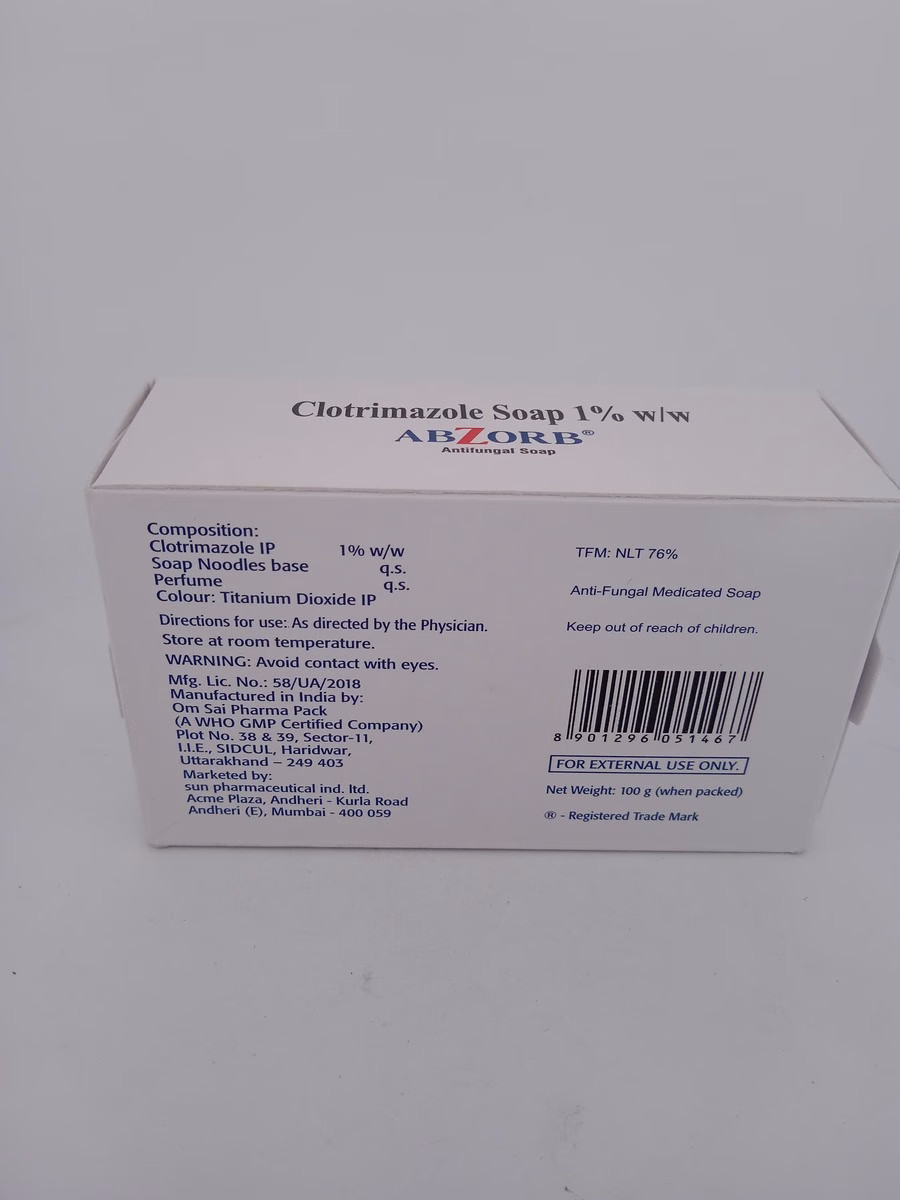 Clotrimazole Soap 1% w/w
ABZORB®
Antifungal Soap
Composition:
Clotrimazole IP 1% w/w
Soap Noodles base q.s.
Perfume q.s.
Colour: Titanium Dioxide IP
Directions for use: As directed by the Physician.
Store at room temperature.
WARNING: Avoid contact with eyes.
Mfg. Lic. No.: 58/UA/2018
Manufactured in India by:
Om Sai Pharma Pack
(A WHO GMP Certified Company)
Plot No. 38 & 39, Sector-11,
I.I.E., SIDCUL, Haridwar,
Uttarakhand – 249 403
Marketed by:
sun pharmaceutical ind. ltd.
Acme Plaza, Andheri - Kurla Road
Andheri (E), Mumbai - 400 059
TFM: NLT 76%
Anti-Fungal Medicated Soap
Keep out of reach of children.
8 901296 051467
FOR EXTERNAL USE ONLY.
Net Weight: 100 g (when packed)
® - Registered Trade Mark